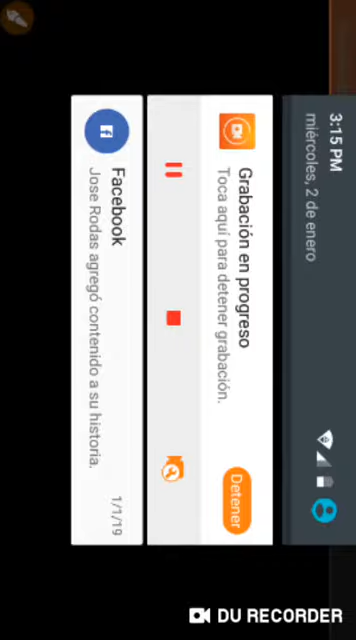 3:15 PM
miércoles, 2 de enero
Grabación en progreso
Toca aquí para detener grabación.
Detener
Facebook
1/1/19
Jose Rodas agregó contenido a su historia.
DU RECORDER